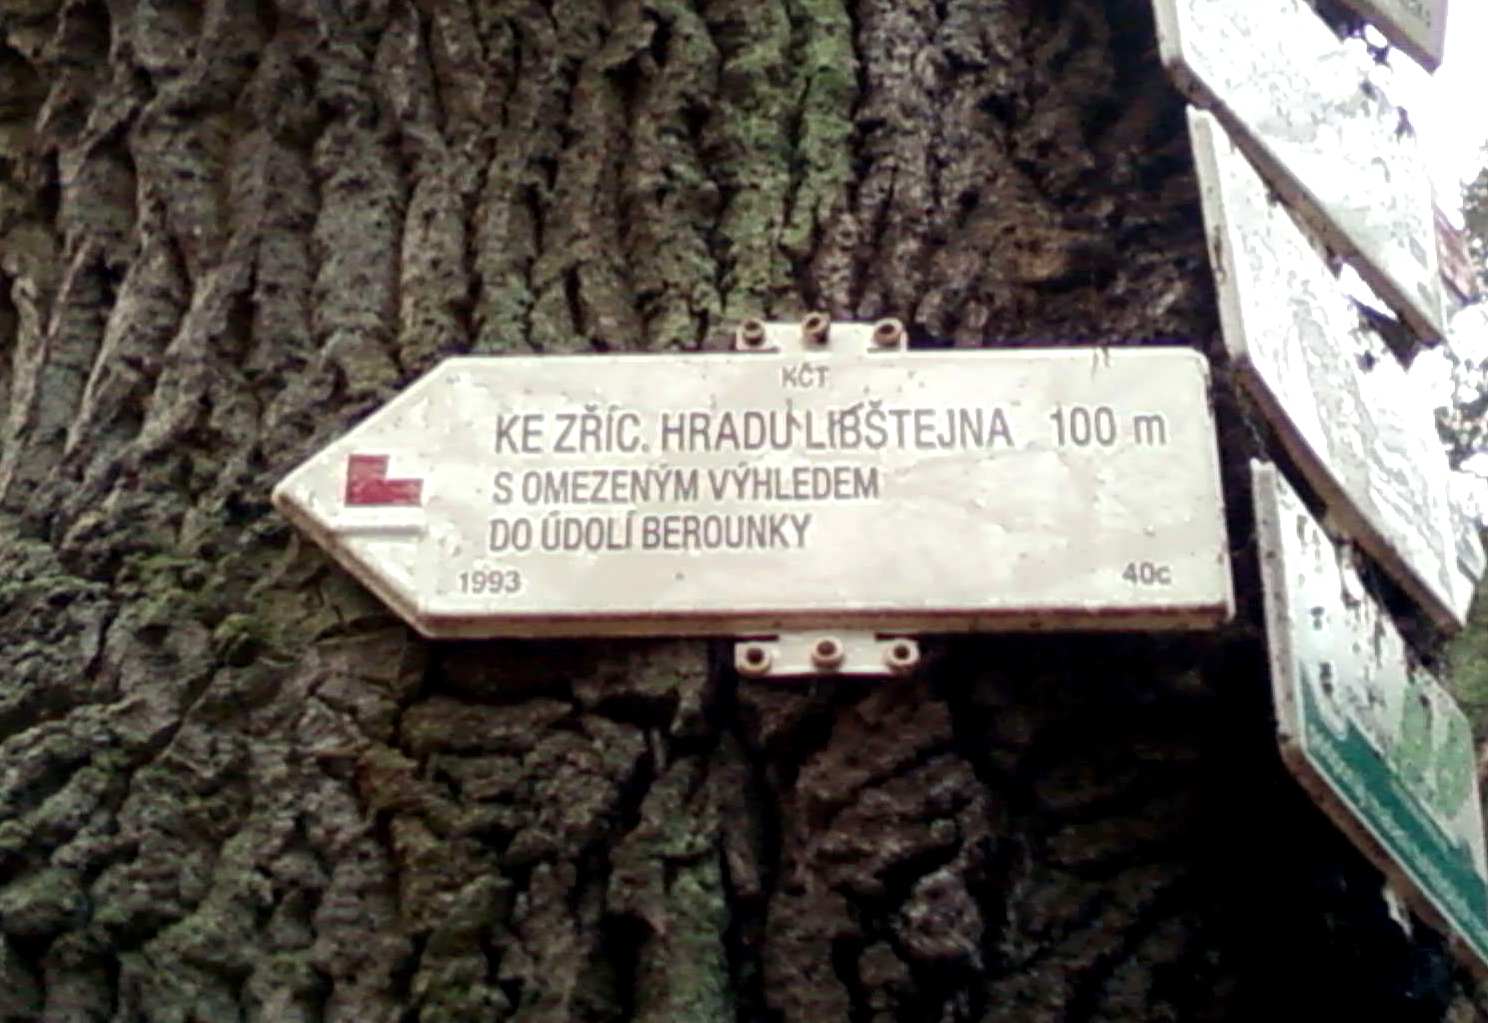 KČT
KE ZŘÍC. HRADU LIBŠTEJNA 100 m
S OMEZENÝM VÝHLEDEM
DO ÚDOLÍ BEROUNKY
1993 40c